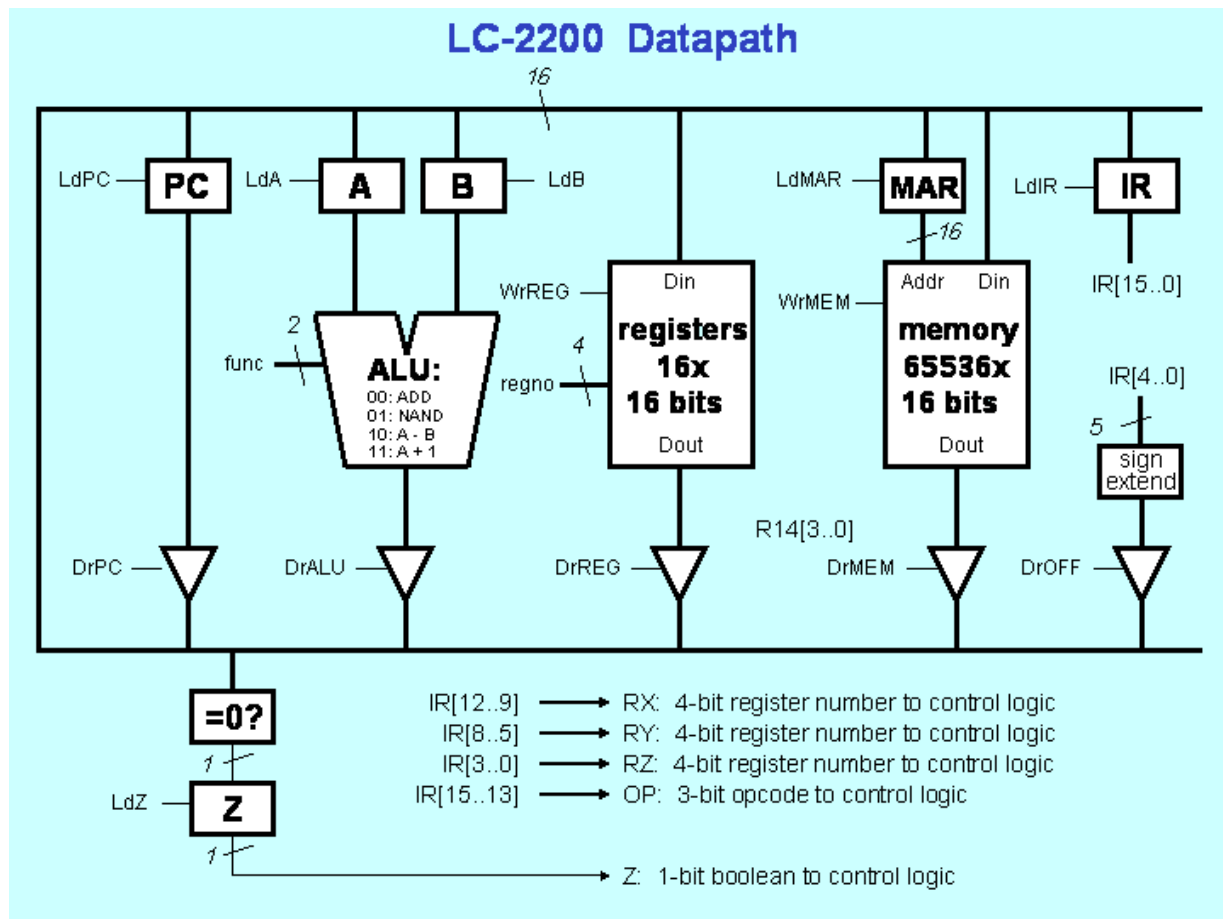 LC-2200 Datapath
16
LdPC PC LdA A B LdB LdMAR MAR LdIR IR
16
WrREG Din WrMEM Addr Din IR[15..0]
2 registers memory
func ALU: 4 16x 65536x IR[4..0]
00: ADD regno 16 bits 16 bits
01: NAND
10: A - B
11: A + 1 Dout Dout 5 sign
extend
R14[3..0]
DrPC DrALU DrREG DrMEM DrOFF
=0? IR[12..9] RX: 4-bit register number to control logic
IR[8..5] RY: 4-bit register number to control logic
1 IR[3..0] RZ: 4-bit register number to control logic
LdZ Z IR[15..13] OP: 3-bit opcode to control logic
1
Z: 1-bit boolean to control logic